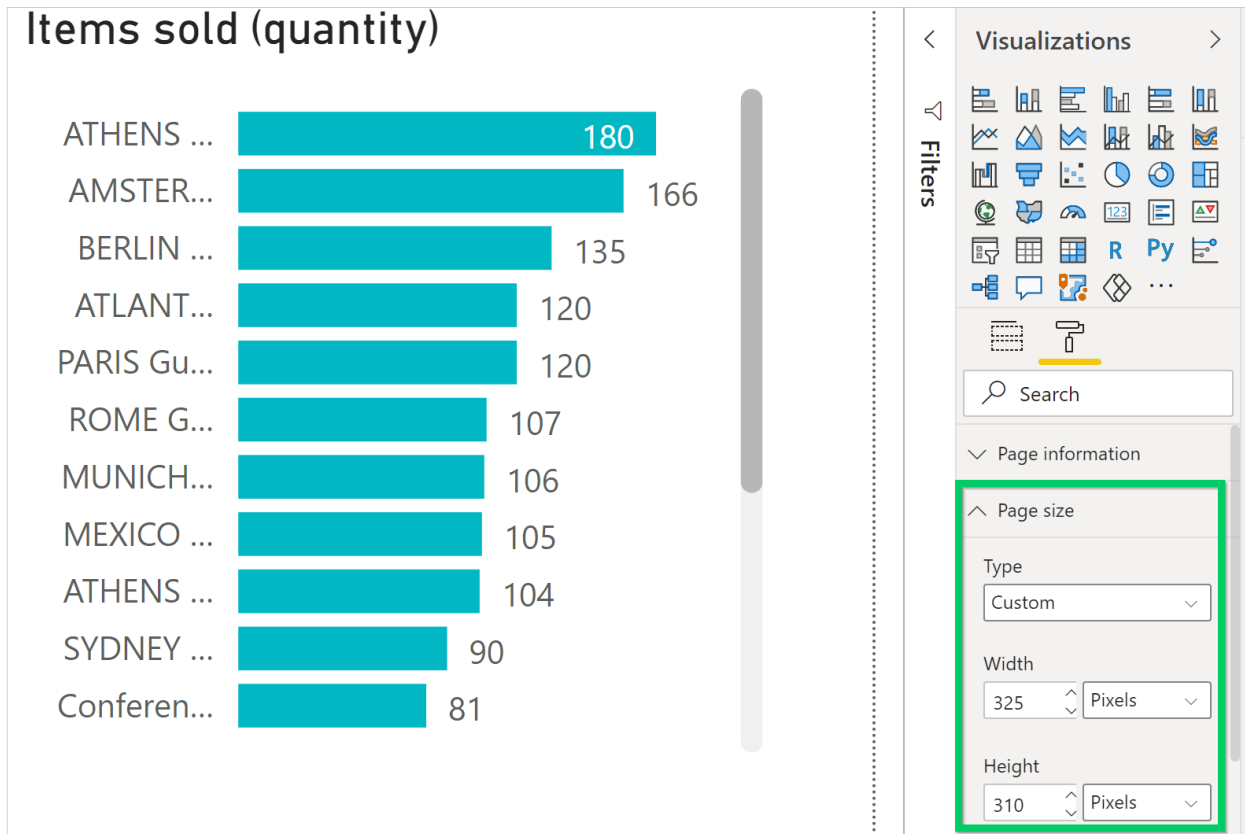 Items sold (quantity)
ATHENS ... 180
AMSTER... 166
BERLIN ... 135
ATLANT... 120
PARIS Gu... 120
ROME G... 107
MUNICH... 106
MEXICO ... 105
ATHENS ... 104
SYDNEY ... 90
Conferen... 81
Filters
Visualizations
123
R Py
...
Search
Page information
Page size
Type
Custom
Width
325 Pixels
Height
310 Pixels